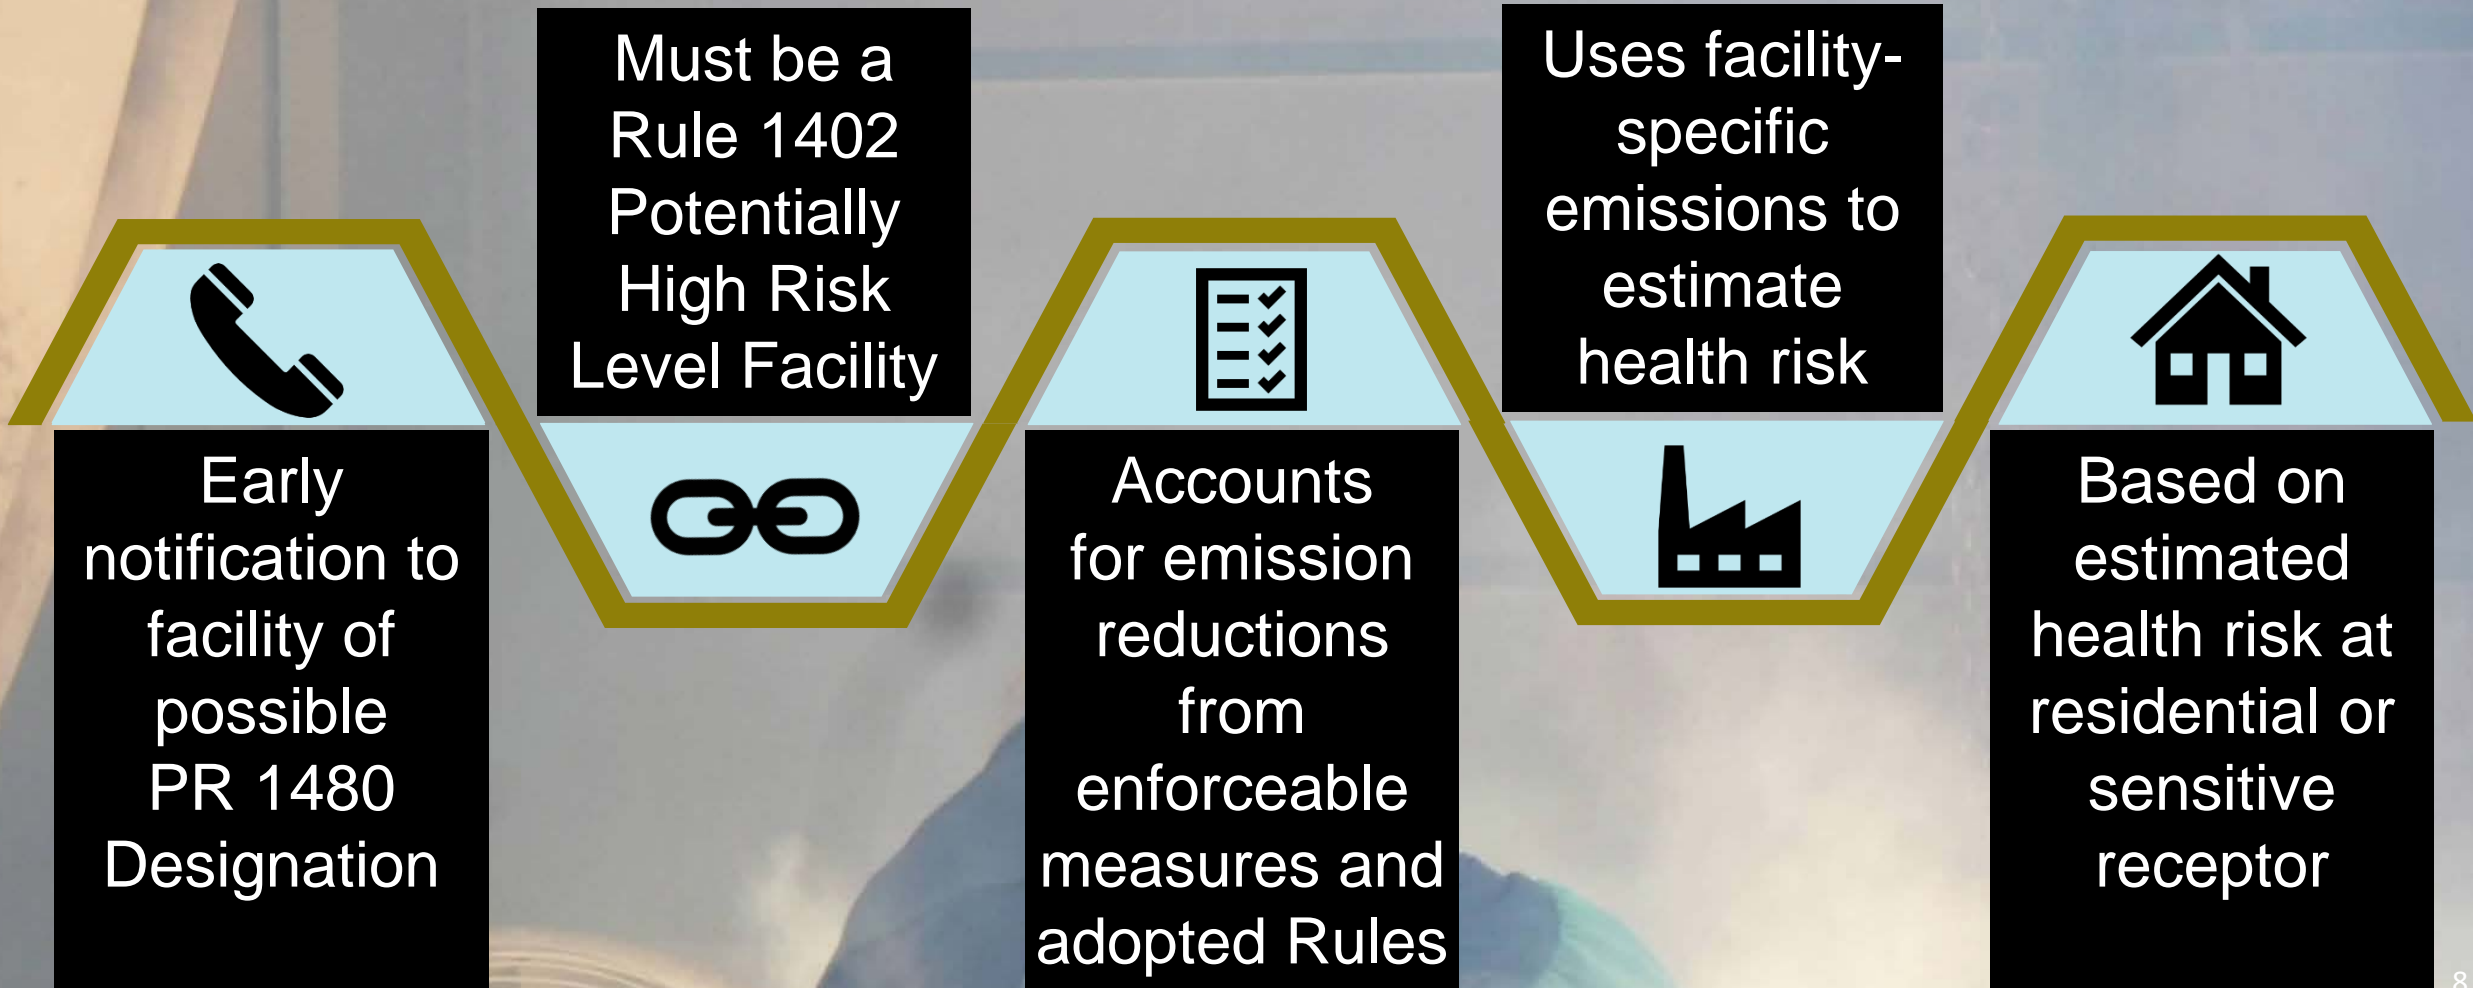 Early
notification to
facility of
possible
PR 1480
Designation
Must be a
Rule 1402
Potentially
High Risk
Level Facility
Accounts
for emission
reductions
from
enforceable
measures and
adopted Rules
Uses facility-
specific
emissions to
estimate
health risk
Based on
estimated
health risk at
residential or
sensitive
receptor
8